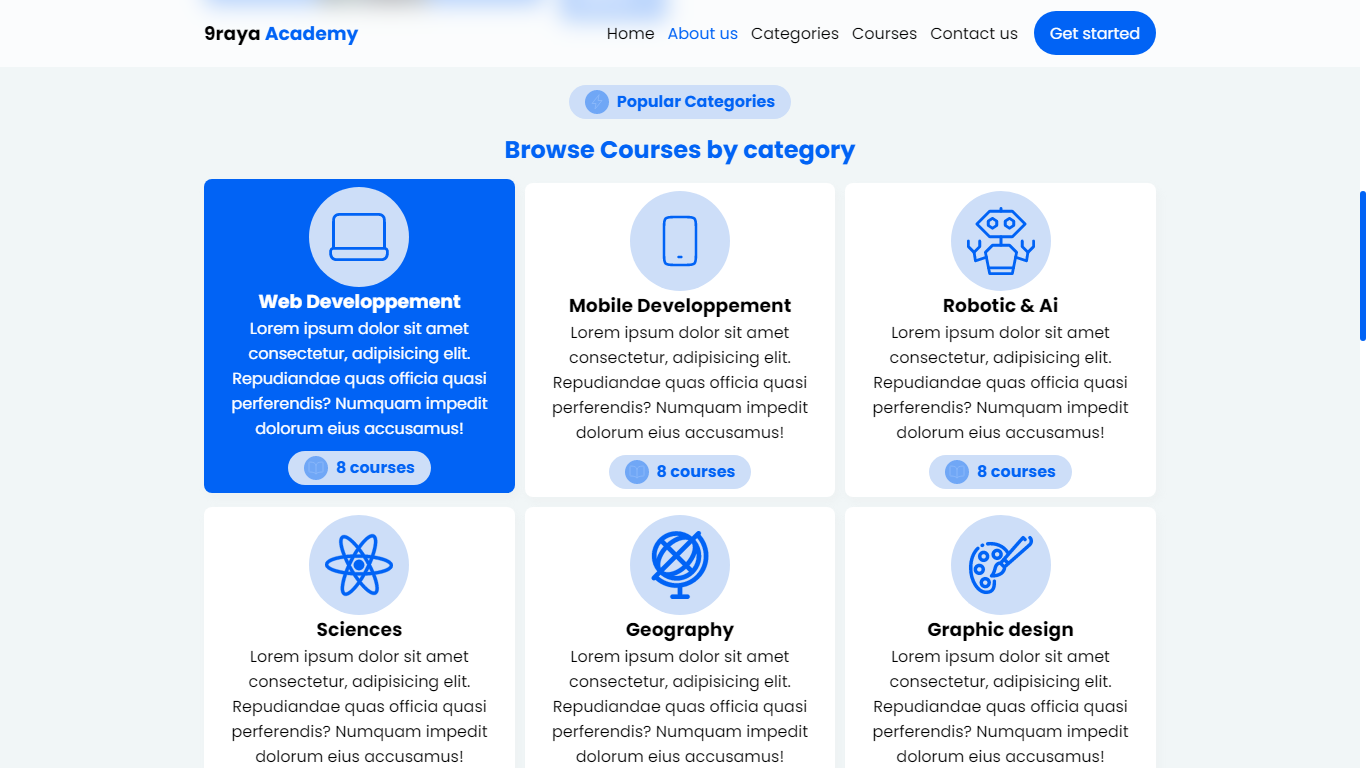 9raya Academy
Home About us Categories Courses Contact us Get started
Popular Categories
Browse Courses by category
Web Developpement
Lorem ipsum dolor sit amet
consectetur, adipisicing elit.
Repudiandae quas officia quasi
perferendis? Numquam impedit
dolorum eius accusamus!
8 courses
Mobile Developpement
Lorem ipsum dolor sit amet
consectetur, adipisicing elit.
Repudiandae quas officia quasi
perferendis? Numquam impedit
dolorum eius accusamus!
8 courses
Robotic & Ai
Lorem ipsum dolor sit amet
consectetur, adipisicing elit.
Repudiandae quas officia quasi
perferendis? Numquam impedit
dolorum eius accusamus!
8 courses
Sciences
Lorem ipsum dolor sit amet
consectetur, adipisicing elit.
Repudiandae quas officia quasi
perferendis? Numquam impedit
dolorum eius accusamus!
Geography
Lorem ipsum dolor sit amet
consectetur, adipisicing elit.
Repudiandae quas officia quasi
perferendis? Numquam impedit
dolorum eius accusamus!
Graphic design
Lorem ipsum dolor sit amet
consectetur, adipisicing elit.
Repudiandae quas officia quasi
perferendis? Numquam impedit
dolorum eius accusamus!